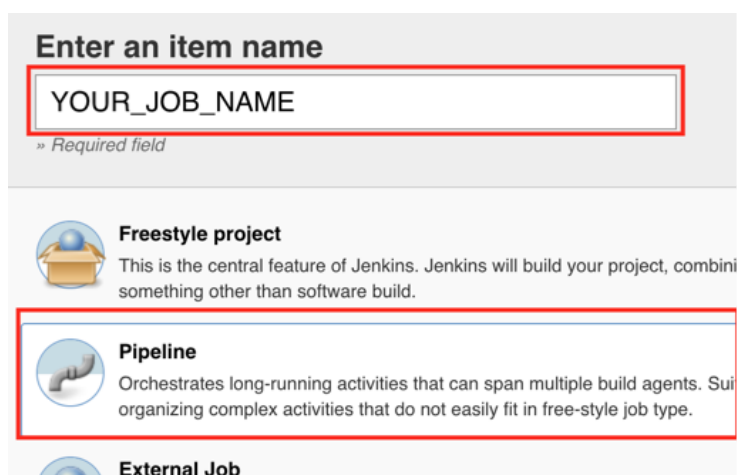 Enter an item name
YOUR_JOB_NAME
» Required field
Freestyle project
This is the central feature of Jenkins. Jenkins will build your project, combini
something other than software build.
Pipeline
Orchestrates long-running activities that can span multiple build agents. Sui
organizing complex activities that do not easily fit in free-style job type.
External Job